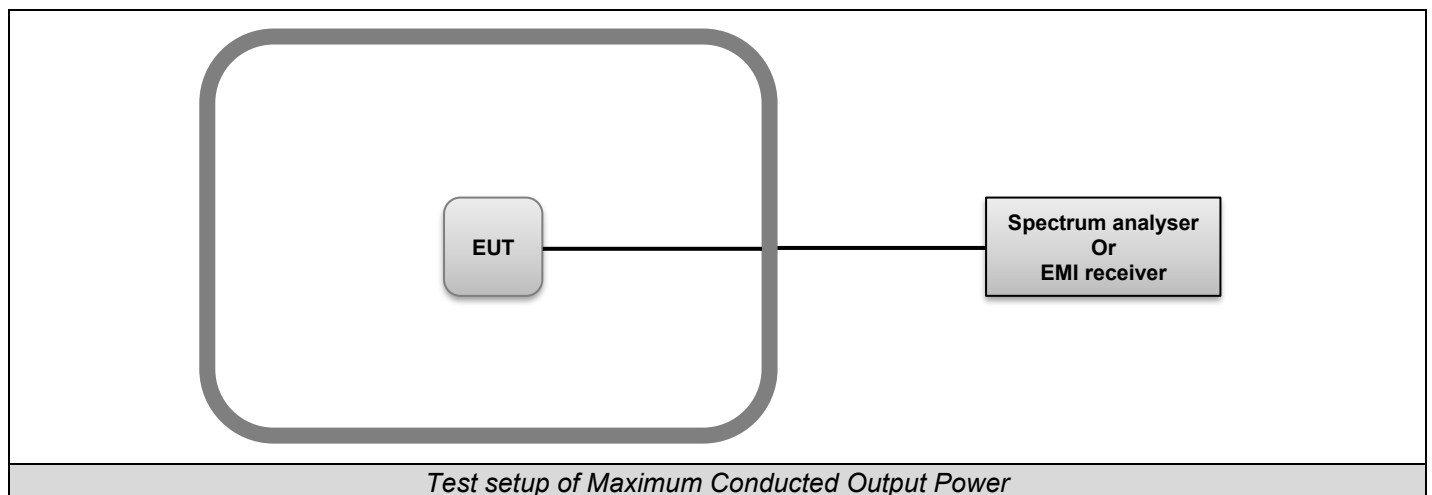 EUT
Spectrum analyser
Or
EMI receiver
Test setup of Maximum Conducted Output Power